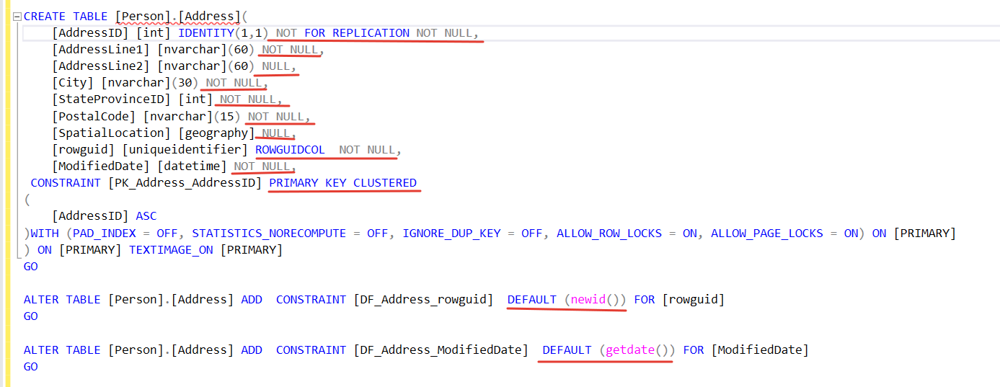 CREATE TABLE [Person].[Address](
[AddressID] [int] IDENTITY(1,1) NOT FOR REPLICATION NOT NULL,
[AddressLine1] [nvarchar](60) NOT NULL,
[AddressLine2] [nvarchar](60) NULL,
[City] [nvarchar](30) NOT NULL,
[StateProvinceID] [int] NOT NULL,
[PostalCode] [nvarchar](15) NOT NULL,
[SpatialLocation] [geography] NULL,
[rowguid] [uniqueidentifier] ROWGUIDCOL  NOT NULL,
[ModifiedDate] [datetime] NOT NULL,
CONSTRAINT [PK_Address_AddressID] PRIMARY KEY CLUSTERED
(
[AddressID] ASC
)WITH (PAD_INDEX = OFF, STATISTICS_NORECOMPUTE = OFF, IGNORE_DUP_KEY = OFF, ALLOW_ROW_LOCKS = ON, ALLOW_PAGE_LOCKS = ON) ON [PRIMARY]
) ON [PRIMARY] TEXTIMAGE_ON [PRIMARY]
GO
ALTER TABLE [Person].[Address] ADD  CONSTRAINT [DF_Address_rowguid]  DEFAULT (newid()) FOR [rowguid]
GO
ALTER TABLE [Person].[Address] ADD  CONSTRAINT [DF_Address_ModifiedDate]  DEFAULT (getdate()) FOR [ModifiedDate]
GO